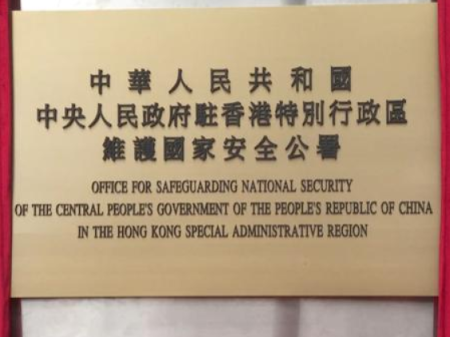 中華人民共和國
中央人民政府駐香港特別行政區
維護國家安全公署
OFFICE FOR SAFEGUARDING NATIONAL SECURITY
OF THE CENTRAL PEOPLE'S GOVERNMENT OF THE PEOPLE'S REPUBLIC OF CHINA
IN THE HONG KONG SPECIAL ADMINISTRATIVE REGION